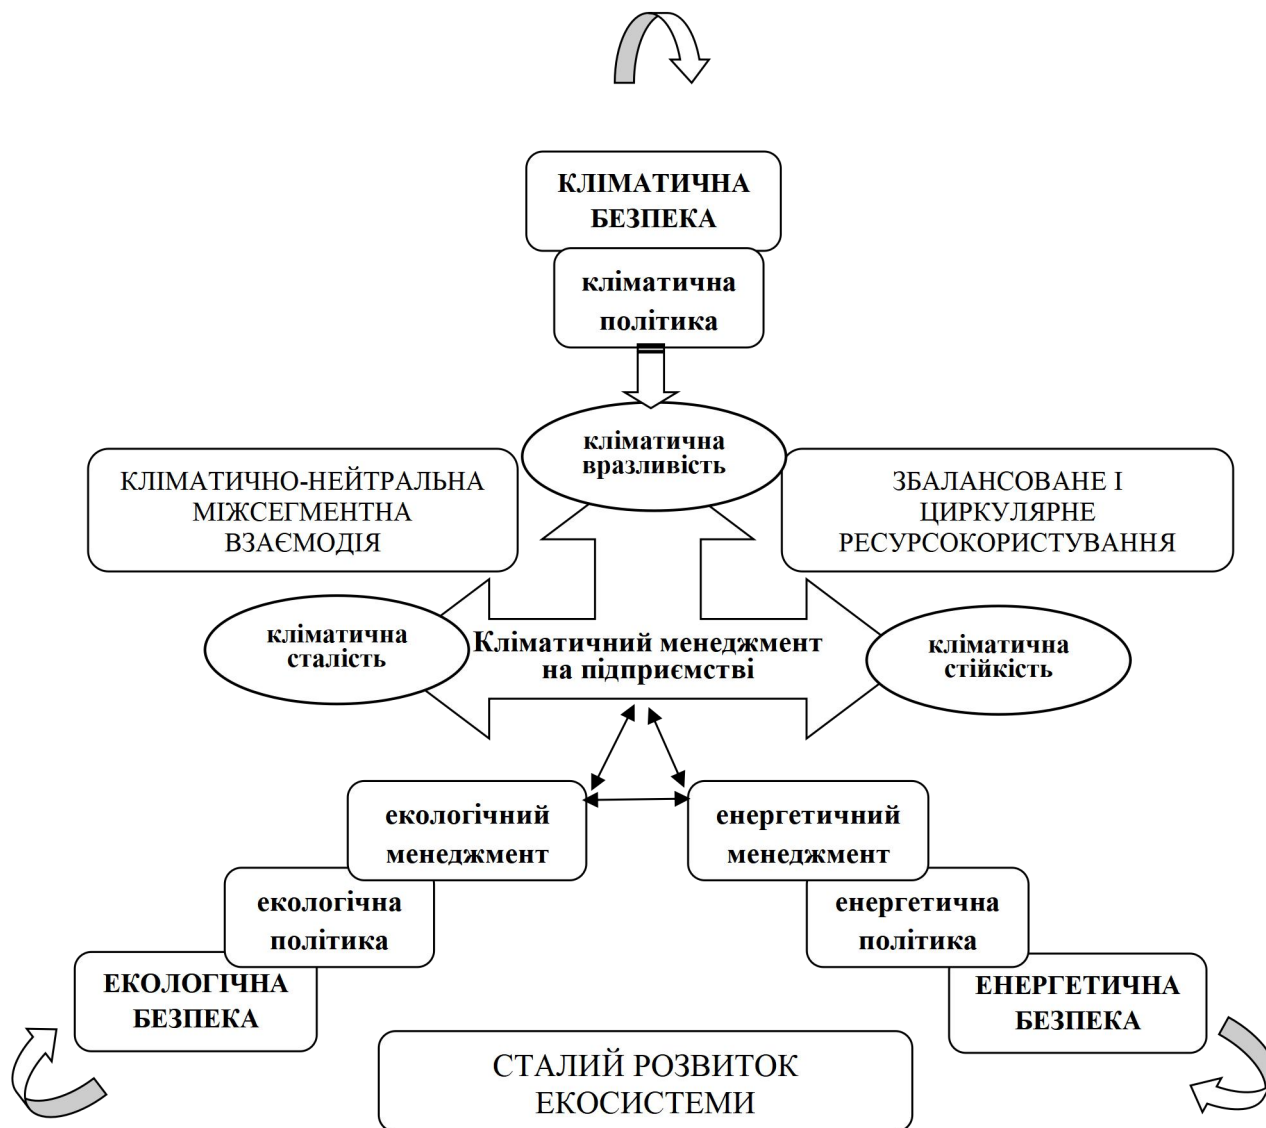 КЛІМАТИЧНА
БЕЗПЕКА
кліматична
політика
кліматична
вразливість
КЛІМАТИЧНО-НЕЙТРАЛЬНА
МІЖСЕГМЕНТНА
ВЗАЄМОДІЯ
ЗБАЛАНСОВАНЕ І
ЦИРКУЛЯРНЕ
РЕСУРСОКОРИСТУВАННЯ
кліматична
сталість
Кліматичний менеджмент
на підприємстві
кліматична
стійкість
екологічний
менеджмент
енергетичний
менеджмент
екологічна
політика
енергетична
політика
ЕКОЛОГІЧНА
БЕЗПЕКА
ЕНЕРГЕТИЧНА
БЕЗПЕКА
СТАЛИЙ РОЗВИТОК
ЕКОСИСТЕМИ